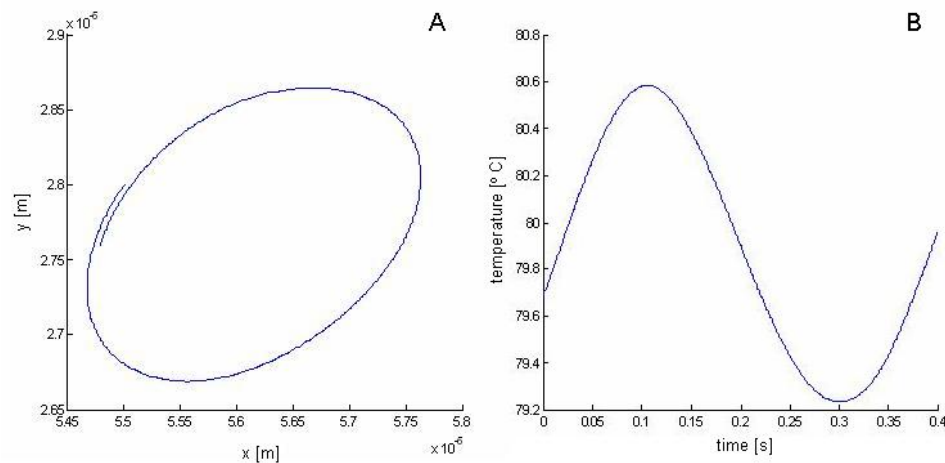 x 10⁻⁶
A
2.9
2.85
2.8
2.75
2.7
2.65
y [m]
5.45 5.5 5.55 5.6 5.65 5.7 5.75 5.8
x [m]
x 10⁻⁶
B
80.8
80.6
80.4
80.2
80
79.8
79.6
79.4
79.2
temperature [º C]
0 0.05 0.1 0.15 0.2 0.25 0.3 0.35 0.4
time [s]